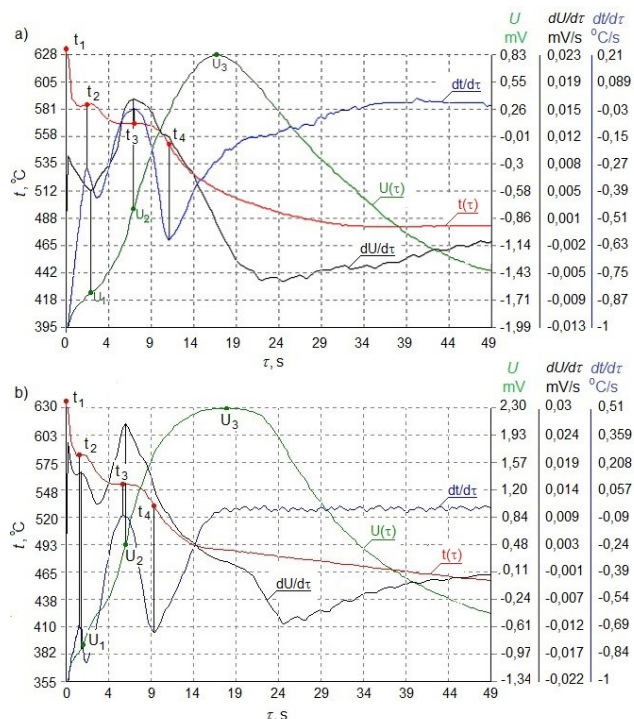 a)
U dU/dτ dt/dτ
mV mV/s °C/s
628 0,83 0,023 0,21
605 0,55 0,019 0,089
581 0,26 0,015 -0,03
558 -0,01 0,012 -0,15
535 -0,3 0,008 -0,27
512 -0,58 0,005 -0,39
488 -0,86 0,001 -0,51
465 -1,14 -0,002 -0,63
442 -1,43 -0,005 -0,75
418 -1,71 -0,009 -0,87
395 -1,99 -0,013 -1
t, °C
t1
t2
t3
t4
U1
U2
U3
dt/dτ
U(τ)
t(τ)
dU/dτ
0 3 6 9 14 19 24 29 34 39 44 49
τ, s
b)
U dU/dτ dt/dτ
mV mV/s °C/s
630 2,30 0,03 0,51
603 1,93 0,024 0,359
575 1,57 0,019 0,208
548 1,20 0,014 0,057
520 0,84 0,009 -0,09
493 0,48 0,003 -0,24
465 0,11 -0,001 -0,39
438 -0,24 -0,007 -0,54
410 -0,61 -0,012 -0,69
382 -0,97 -0,017 -0,84
355 -1,34 -0,022 -1
t, °C
t1
t2
t3
t4
U1
U2
U3
dt/dτ
U(τ)
t(τ)
dU/dτ
0 3 6 9 14 19 24 29 34 39 44 49
τ, s